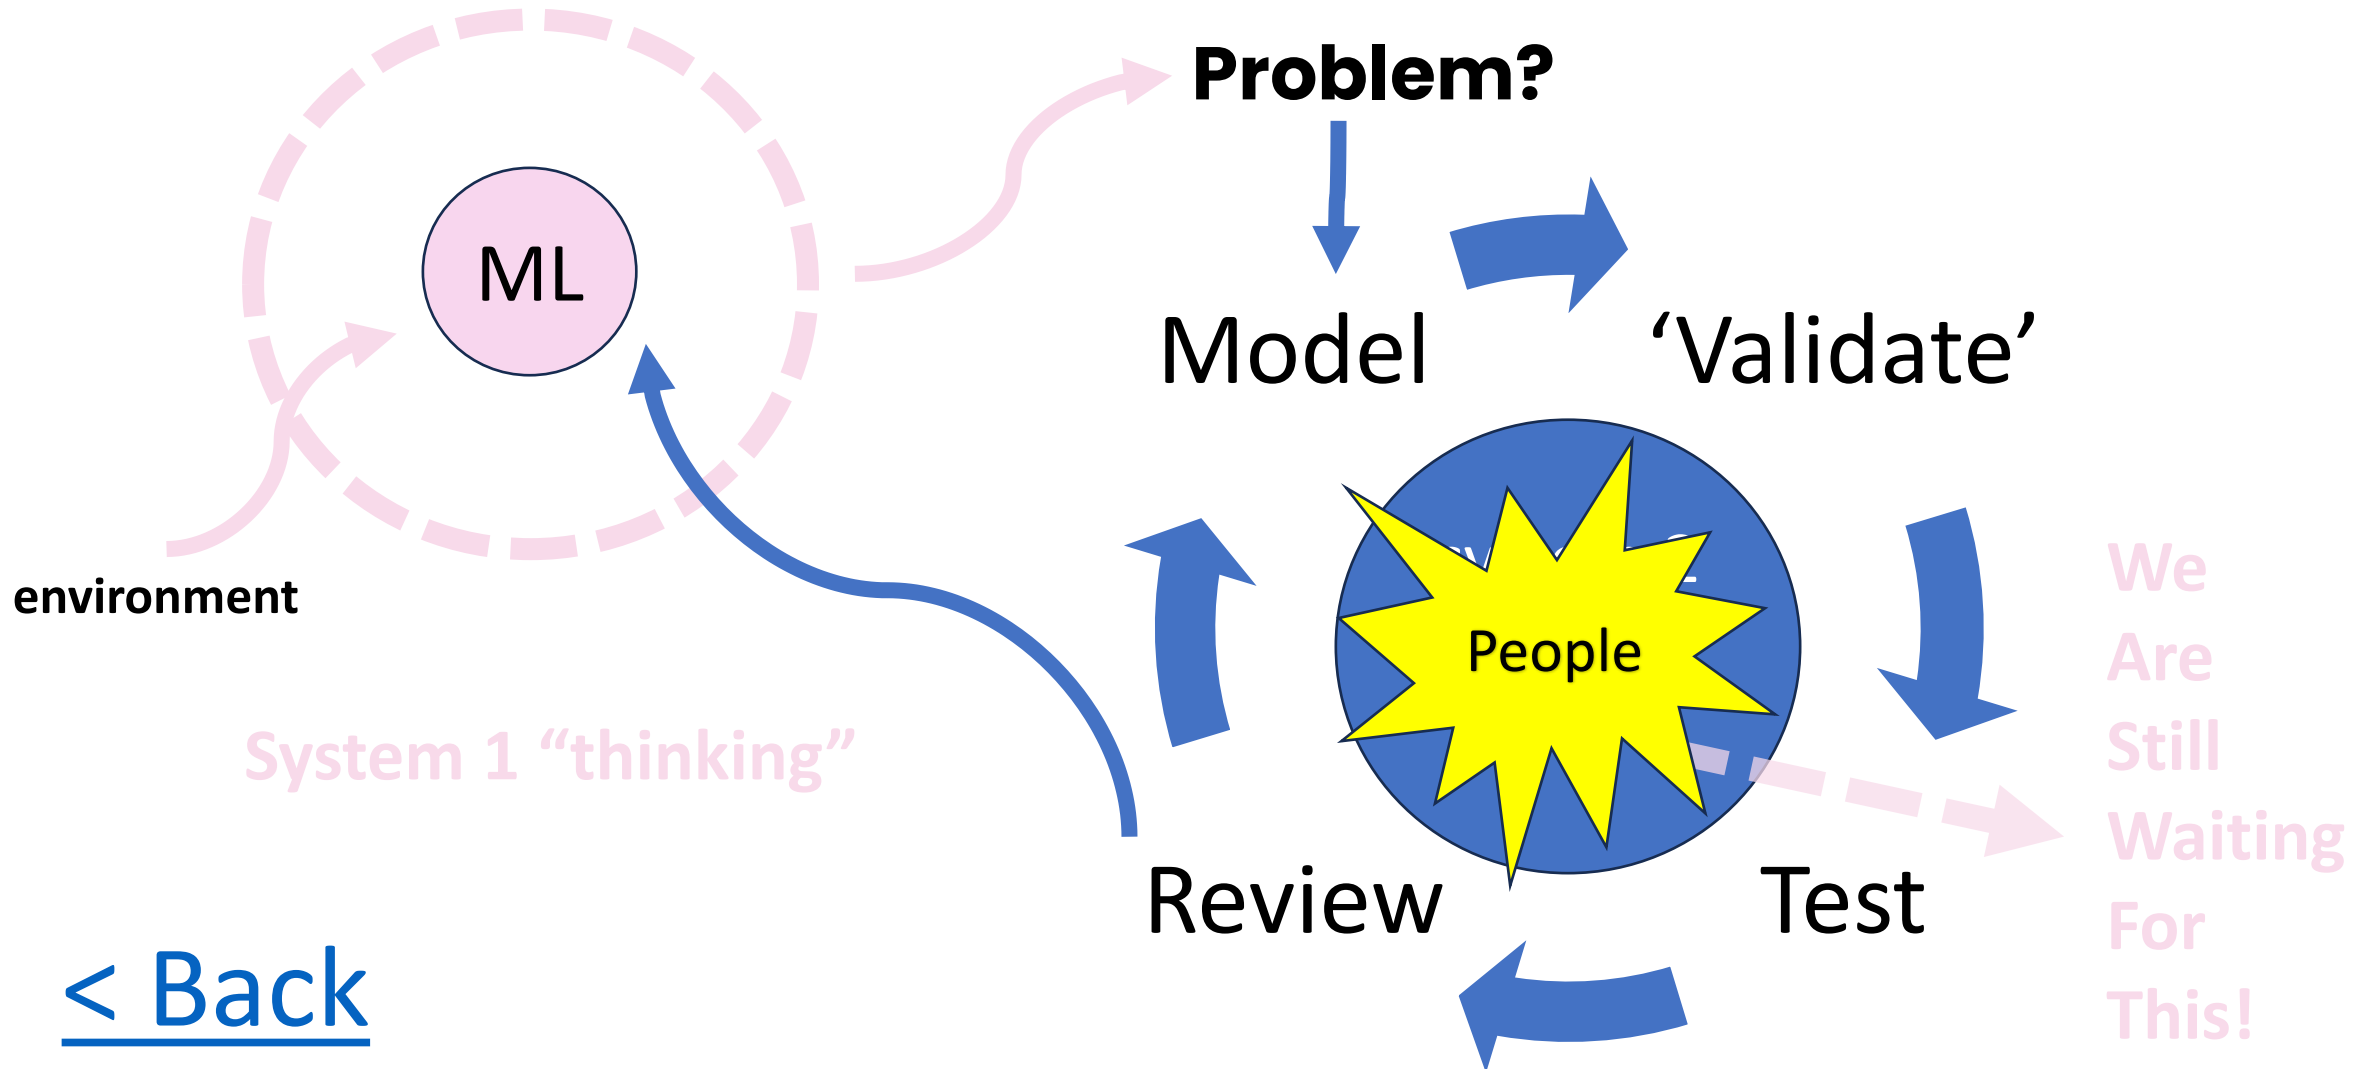 Problem?
ML
Model
‘Validate’
environment
People
System 1 “thinking”
We
Are
Still
Waiting
For
This!
Review
Test
< Back